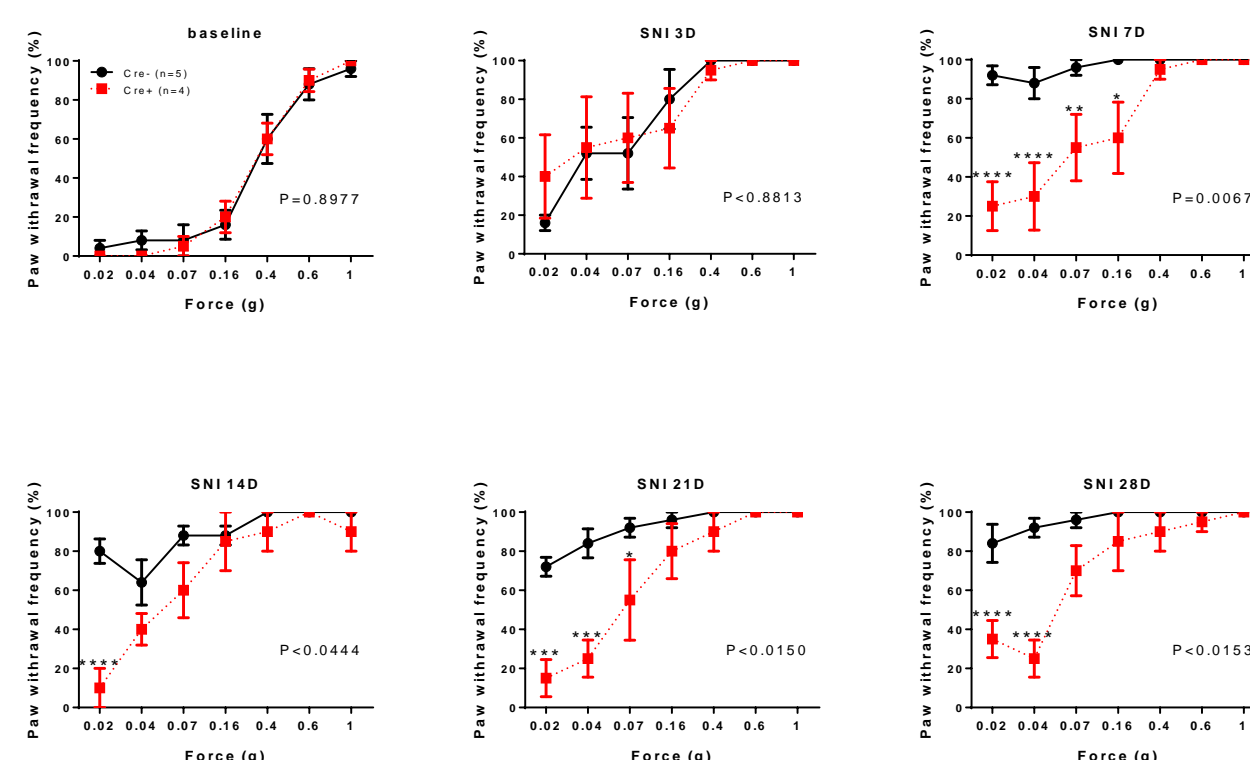 baseline
Paw withrawal frequency (%)
100
80
60
40
20
0
Cre- (n=5)
Cre+ (n=4)
P=0.8977
0.02 0.04 0.07 0.16 0.4 0.6 1
Force (g)
SNI 3D
Paw withrawal frequency (%)
100
80
60
40
20
0
P<0.8813
0.02 0.04 0.07 0.16 0.4 0.6 1
Force (g)
SNI 7D
Paw withrawal frequency (%)
100
80
60
40
20
0
****
****
**
*
P=0.0067
0.02 0.04 0.07 0.16 0.4 0.6 1
Force (g)
SNI 14D
Paw withrawal frequency (%)
100
80
60
40
20
0
****
P<0.0444
0.02 0.04 0.07 0.16 0.4 0.6 1
Force (g)
SNI 21D
Paw withrawal frequency (%)
100
80
60
40
20
0
***
***
*
P<0.0150
0.02 0.04 0.07 0.16 0.4 0.6 1
Force (g)
SNI 28D
Paw withrawal frequency (%)
100
80
60
40
20
0
****
****
P<0.0153
0.02 0.04 0.07 0.16 0.4 0.6 1
Force (g)